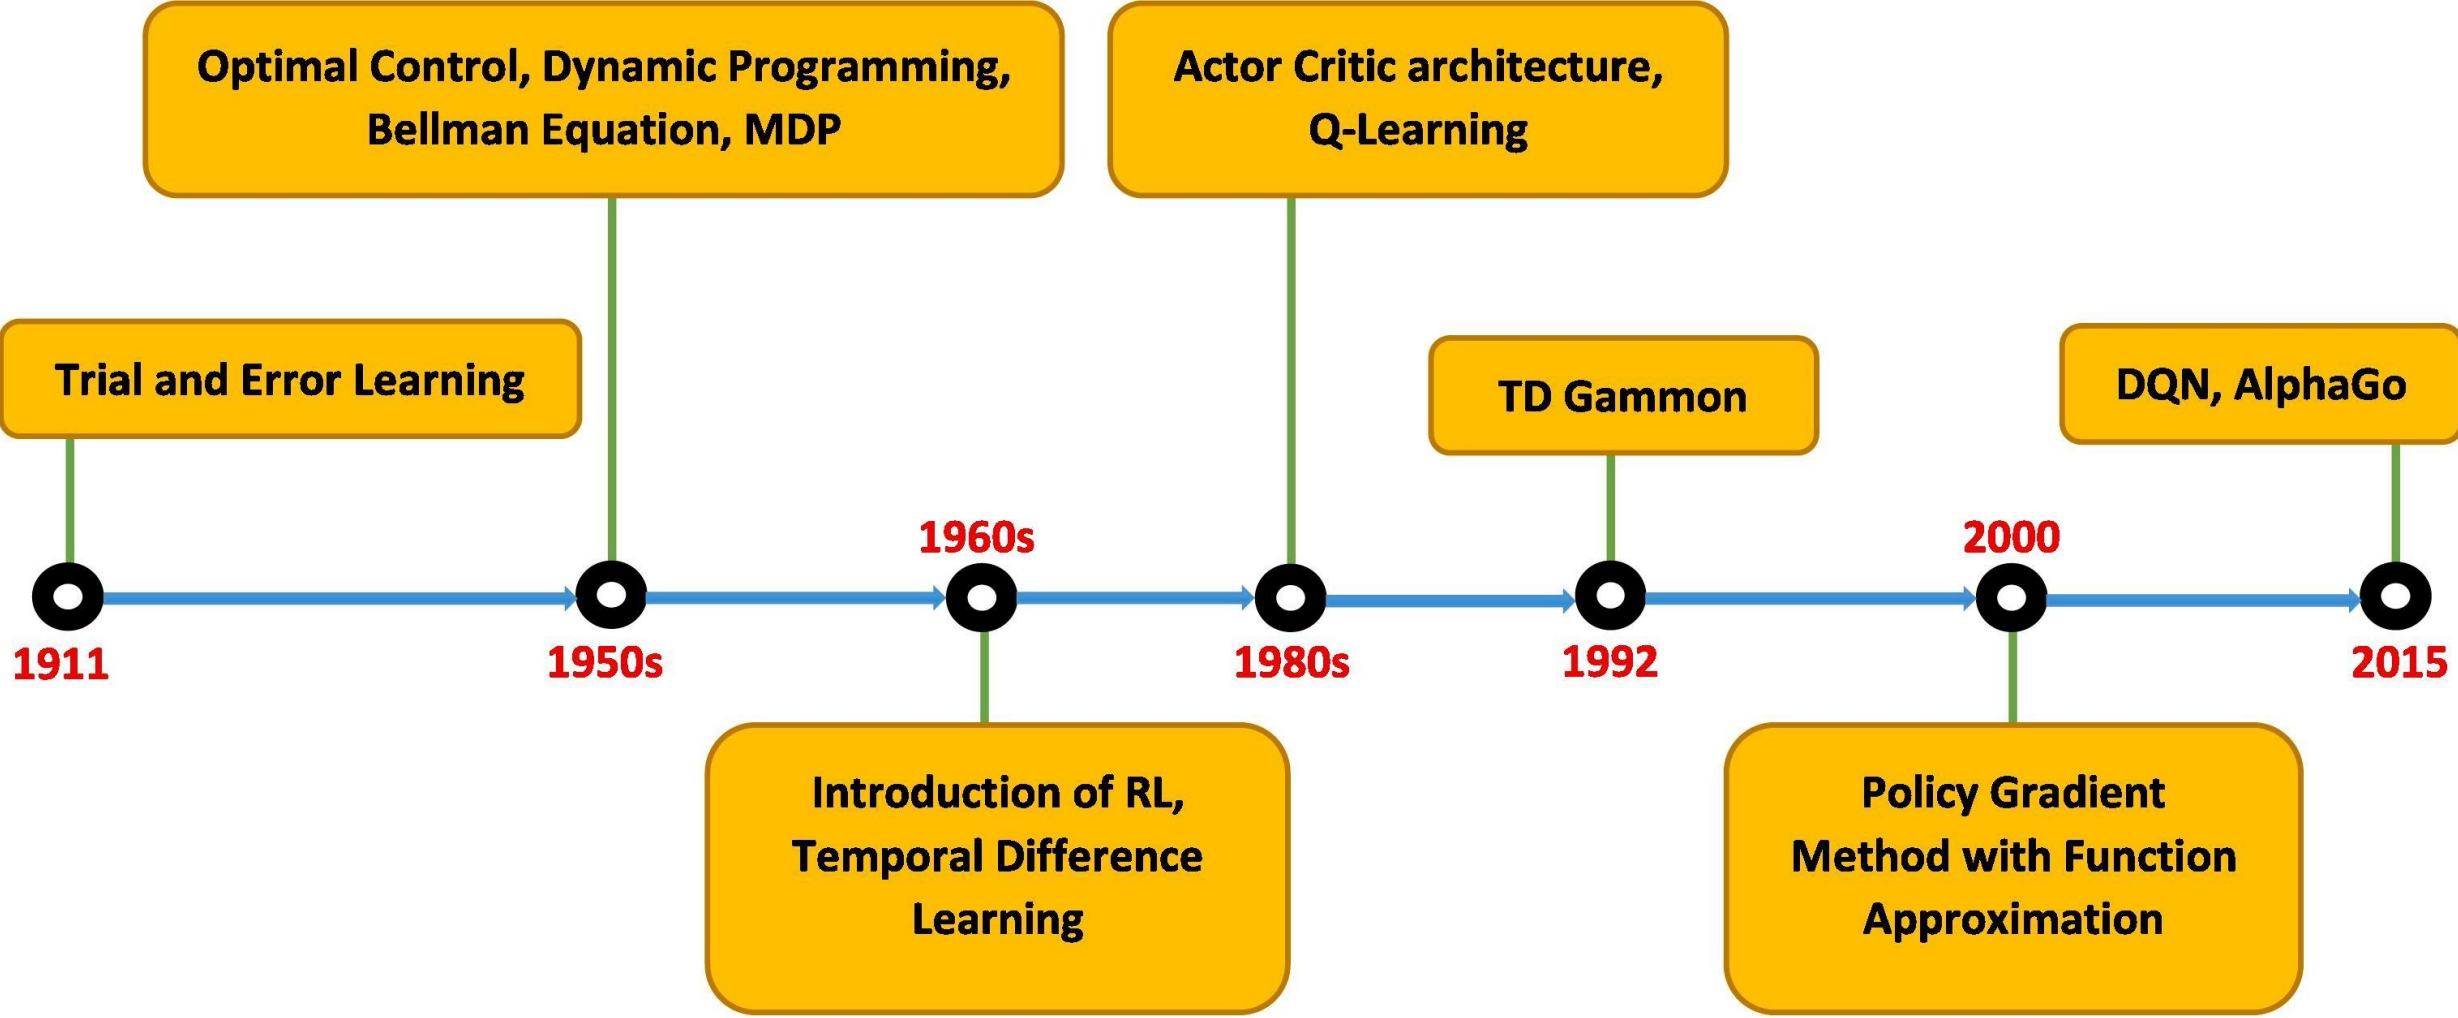 Optimal Control, Dynamic Programming,
Bellman Equation, MDP
Actor Critic architecture,
Q-Learning
Trial and Error Learning
TD Gammon
DQN, AlphaGo
1960s
2000
1911
1950s
1980s
1992
2015
Introduction of RL,
Temporal Difference
Learning
Policy Gradient
Method with Function
Approximation